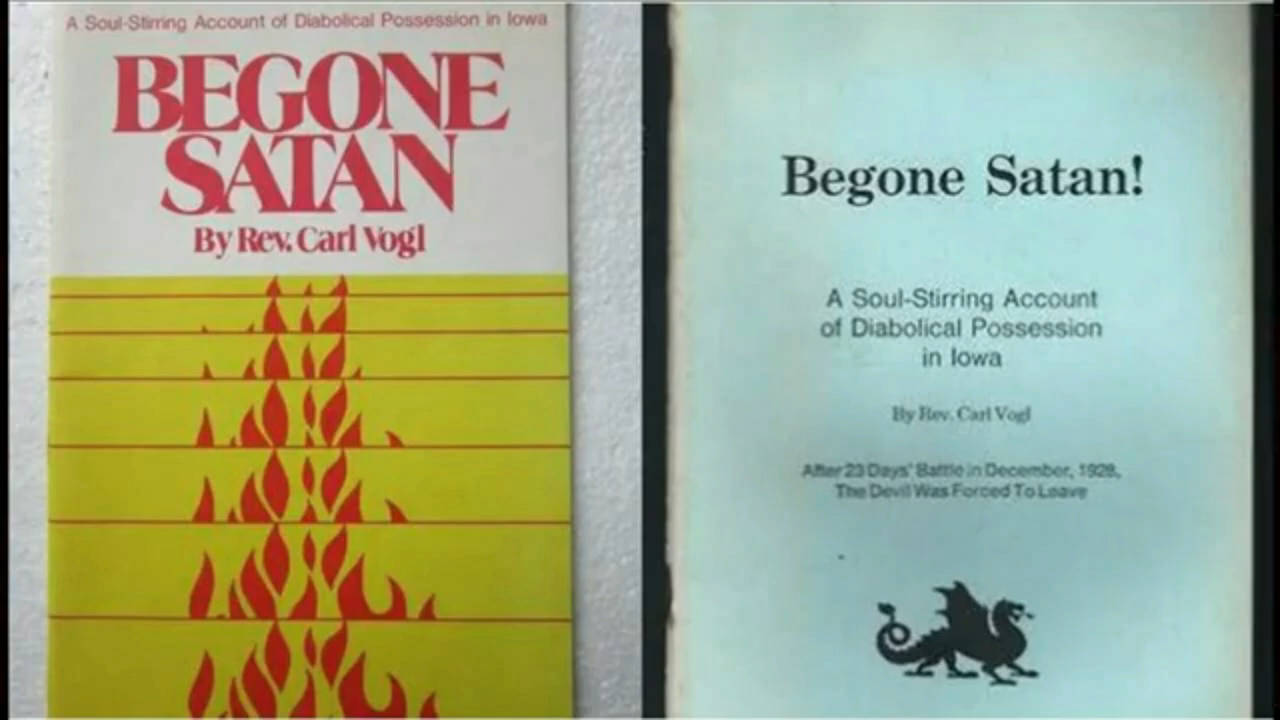 A Soul-Stirring Account of Diabolical Possession in Iowa
BEGONE
SATAN
By Rev. Carl Vogl
Begone Satan!
A Soul-Stirring Account
of Diabolical Possession
in Iowa
By Rev. Carl Vogl
After 23 Days' Battle in December, 1928,
The Devil Was Forced To Leave